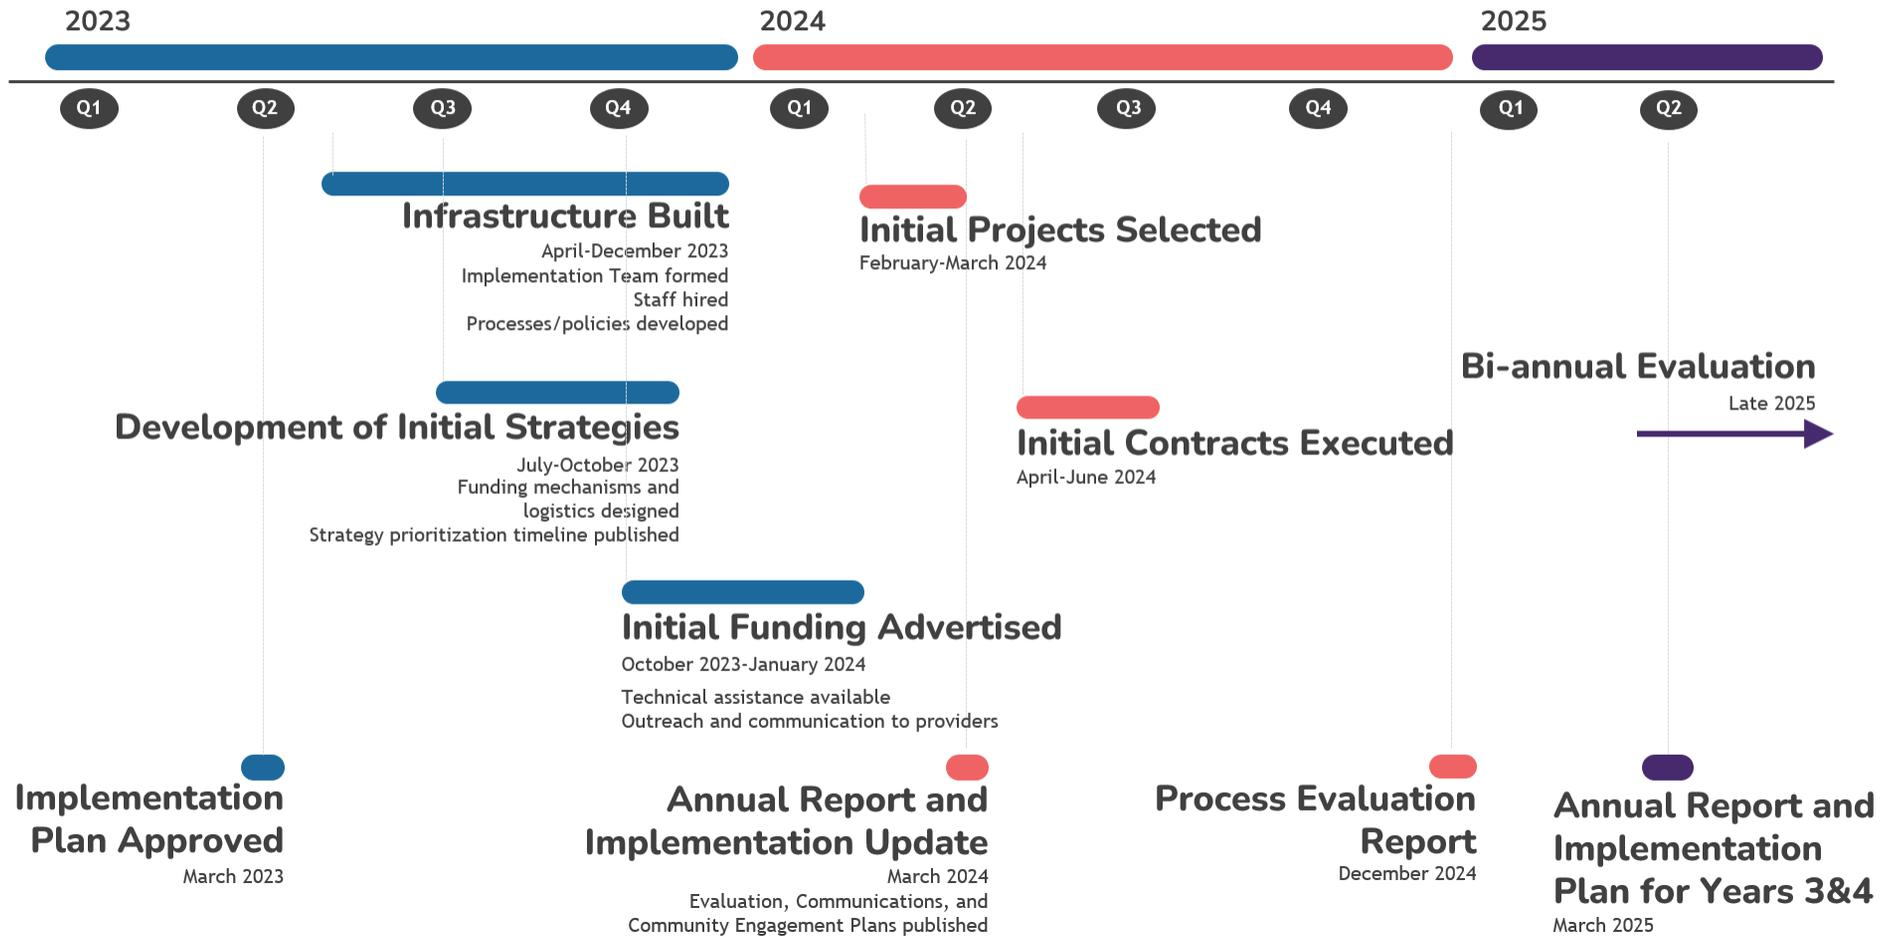 2023
2024
2025
Q1
Q2
Q3
Q4
Q1
Q2
Q3
Q4
Q1
Q2
Infrastructure Built
April-December 2023
Implementation Team formed
Staff hired
Processes/policies developed
Initial Projects Selected
February-March 2024
Bi-annual Evaluation
Late 2025
Development of Initial Strategies
July-October 2023
Funding mechanisms and
logistics designed
Strategy prioritization timeline published
Initial Contracts Executed
April-June 2024
Initial Funding Advertised
October 2023-January 2024
Technical assistance available
Outreach and communication to providers
Implementation
Plan Approved
March 2023
Annual Report and
Implementation Update
March 2024
Evaluation, Communications, and
Community Engagement Plans published
Process Evaluation
Report
December 2024
Annual Report and
Implementation
Plan for Years 3&4
March 2025